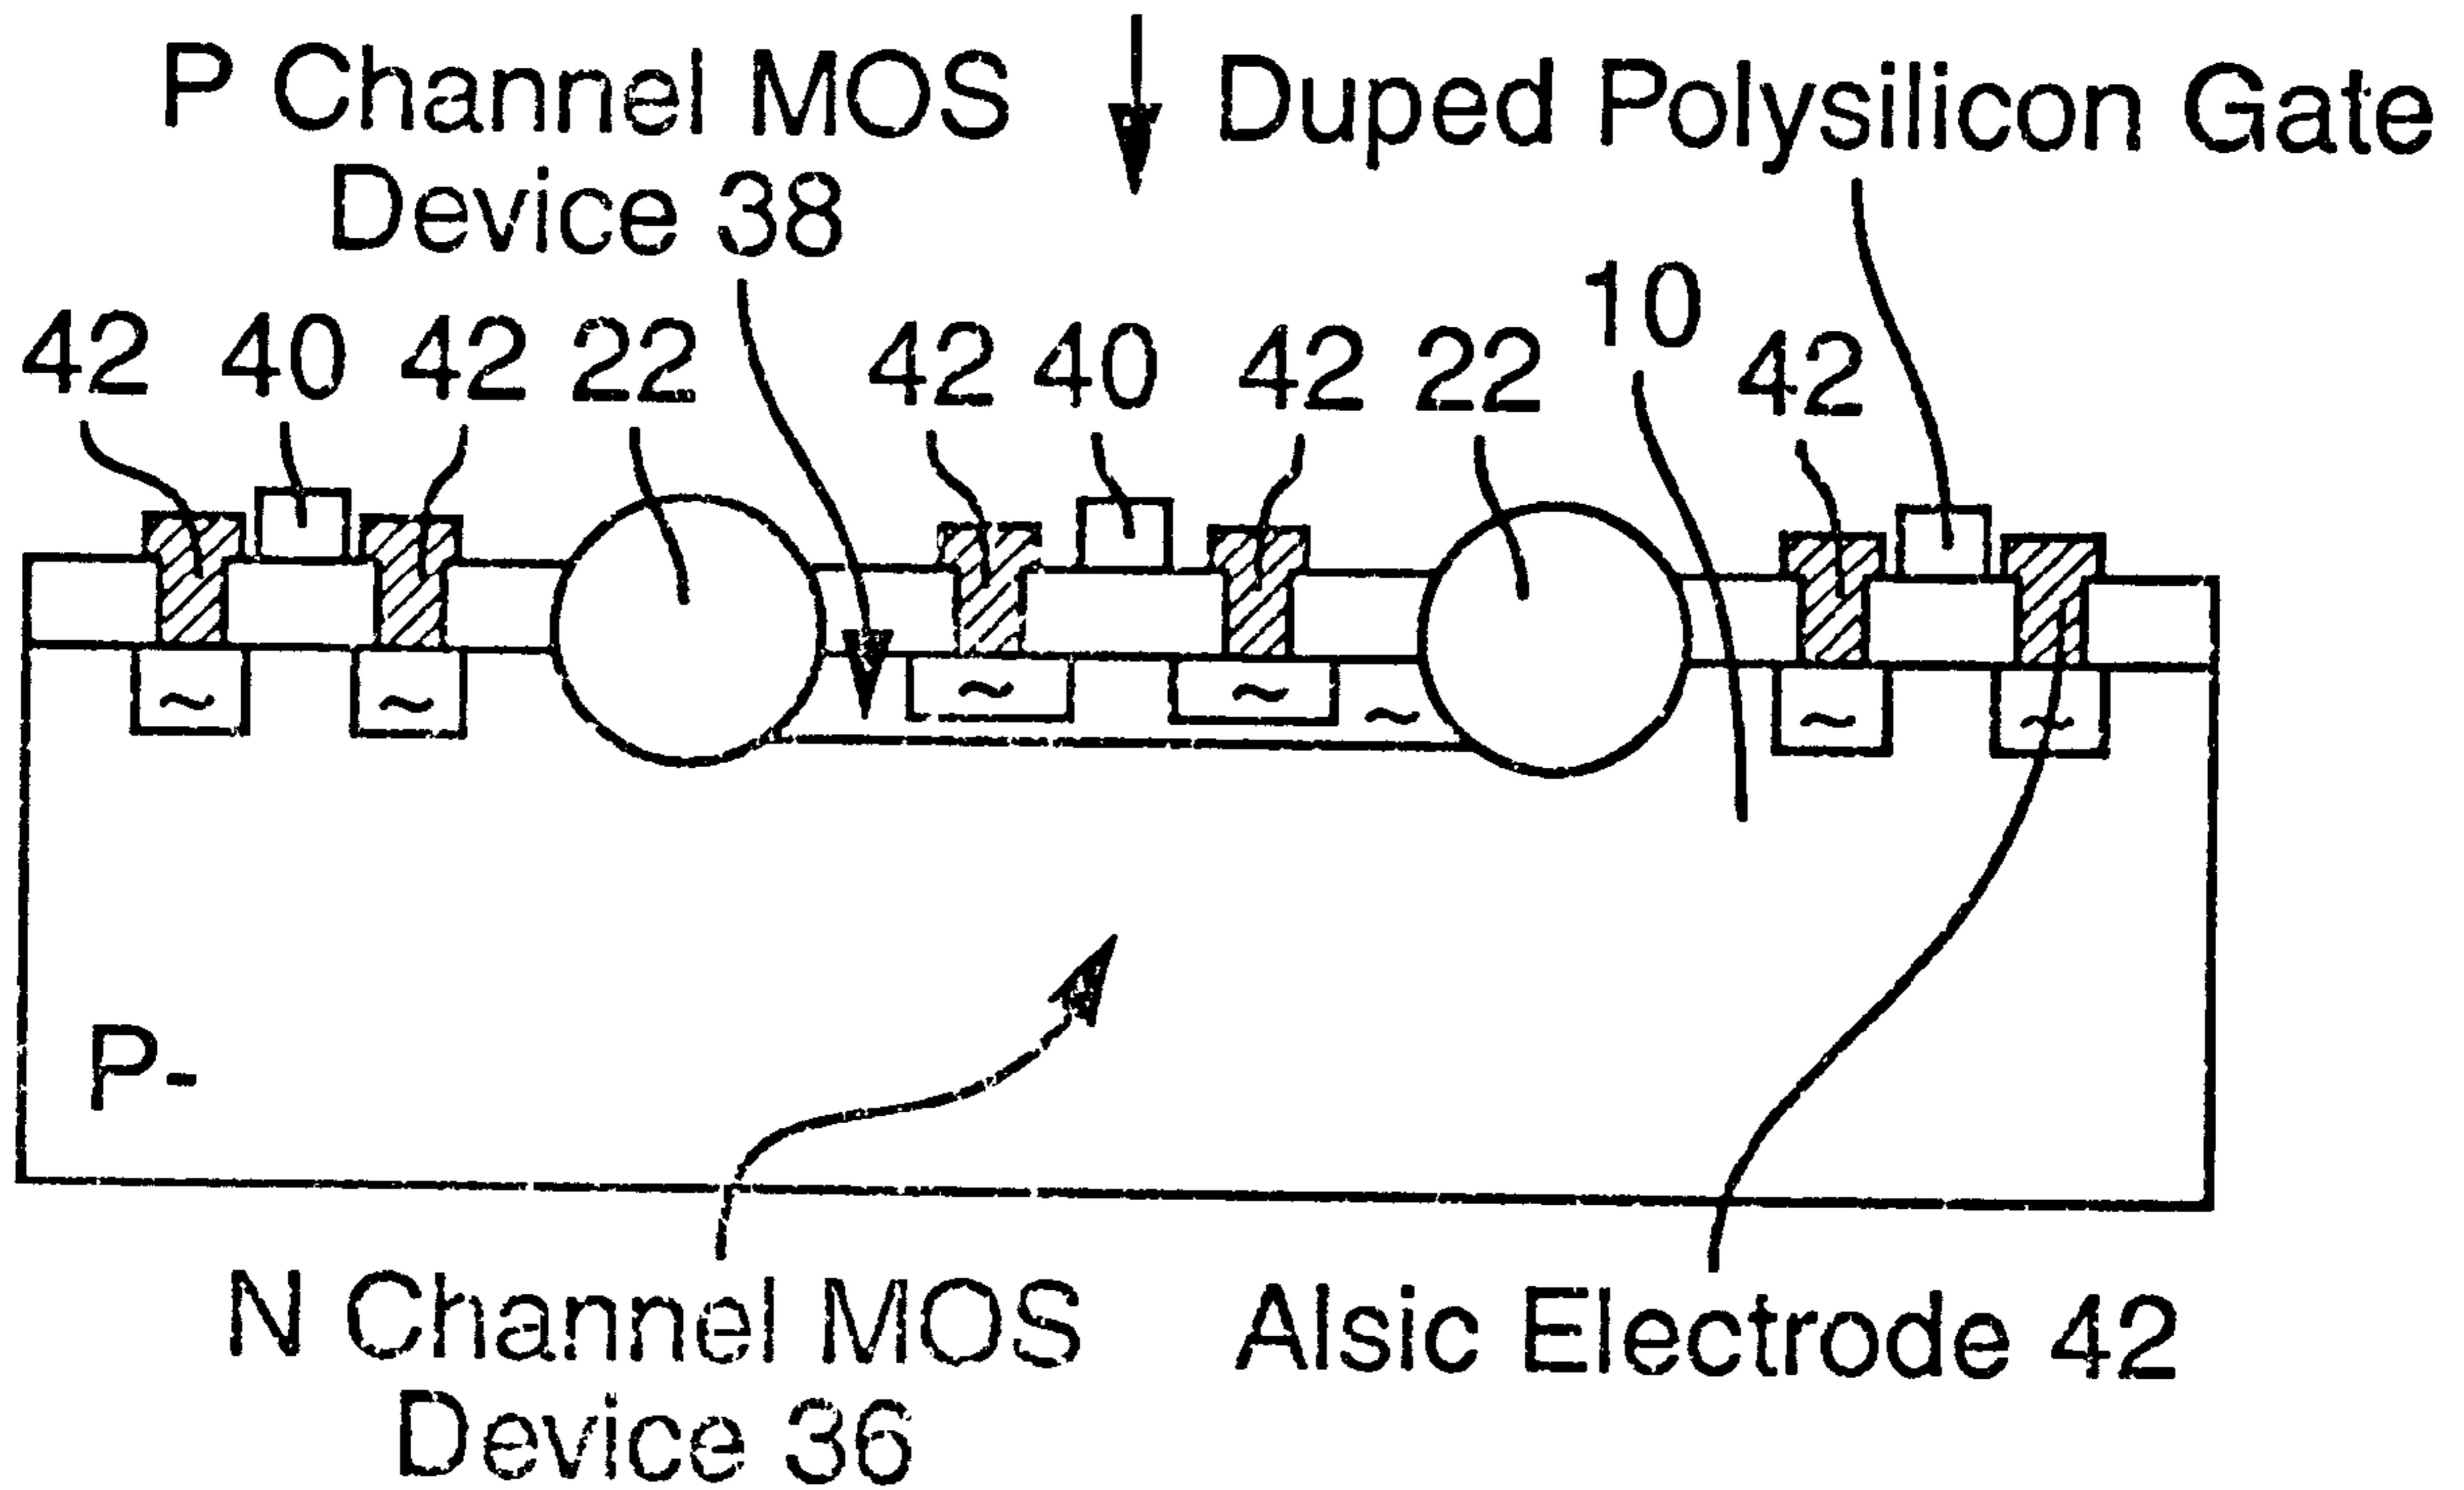 P Channel MOS
Device 38
Duped Polysilicon Gate
10
42 40 42 22 42 40 42 22 42
~ ~ ~ ~ ~ ~ ~
P-
N Channel MOS
Device 36
Alsic Electrode 42